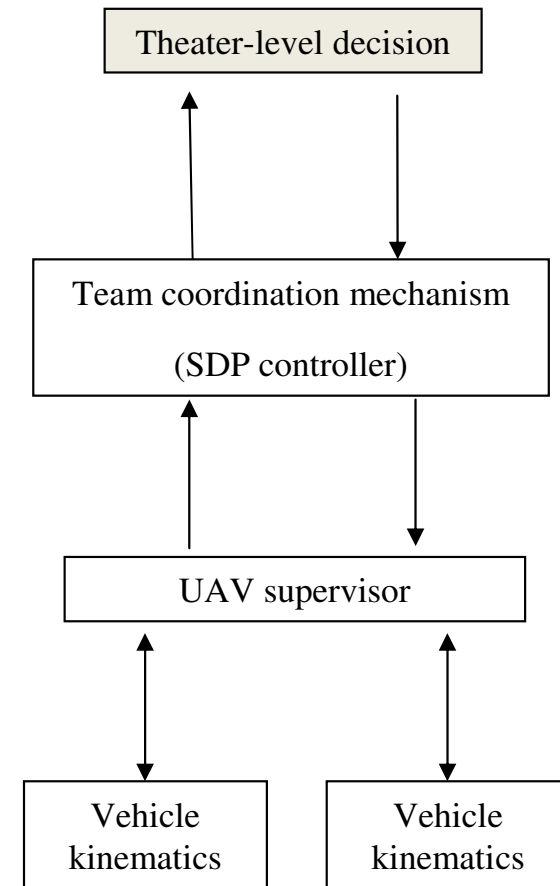 Theater-level decision
Team coordination mechanism
(SDP controller)
UAV supervisor
Vehicle
kinematics
Vehicle
kinematics